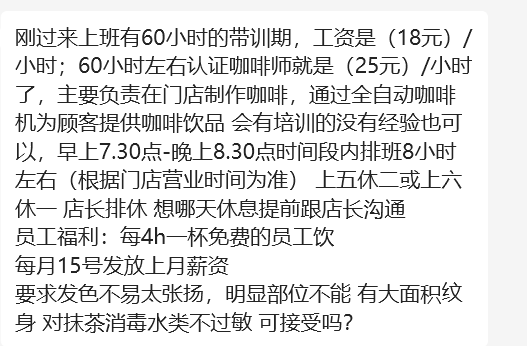 刚过来上班有60小时的带训期，工资是（18元）/
小时；60小时左右认证咖啡师就是（25元）/小时
了，主要负责在门店制作咖啡，通过全自动咖啡
机为顾客提供咖啡饮品 会有培训的没有经验也可
以，早上7.30点-晚上8.30点时间段内排班8小时
左右（根据门店营业时间为准） 上五休二或上六
休一 店长排休 想哪天休息提前跟店长沟通
员工福利：每4h一杯免费的员工饮
每月15号发放上月薪资
要求发色不易太张扬，明显部位不能 有大面积纹
身 对抹茶消毒水类不过敏 可接受吗？